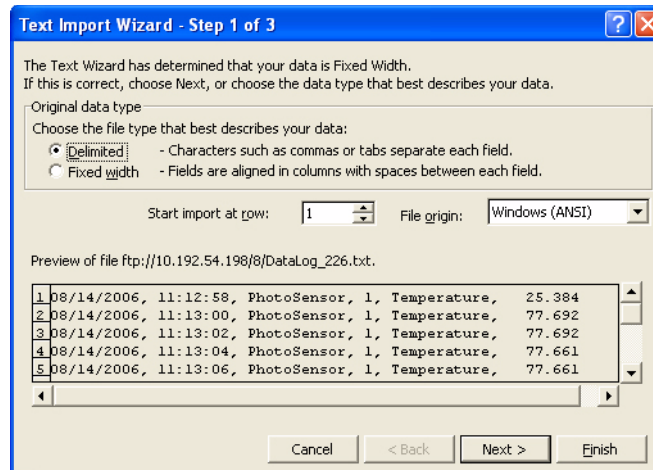 Text Import Wizard - Step 1 of 3
The Text Wizard has determined that your data is Fixed Width.
If this is correct, choose Next, or choose the data type that best describes your data.
Original data type
Choose the file type that best describes your data:
Delimited - Characters such as commas or tabs separate each field.
Fixed width - Fields are aligned in columns with spaces between each field.
Start import at row: 1 File origin: Windows (ANSI)
Preview of file ftp://10.192.54.198/8/DataLog_226.txt.
1 08/14/2006, 11:12:58, PhotoSensor, 1, Temperature, 25.384
2 08/14/2006, 11:13:00, PhotoSensor, 1, Temperature, 77.692
3 08/14/2006, 11:13:02, PhotoSensor, 1, Temperature, 77.692
4 08/14/2006, 11:13:04, PhotoSensor, 1, Temperature, 77.661
5 08/14/2006, 11:13:06, PhotoSensor, 1, Temperature, 77.661
Cancel < Back Next > Finish